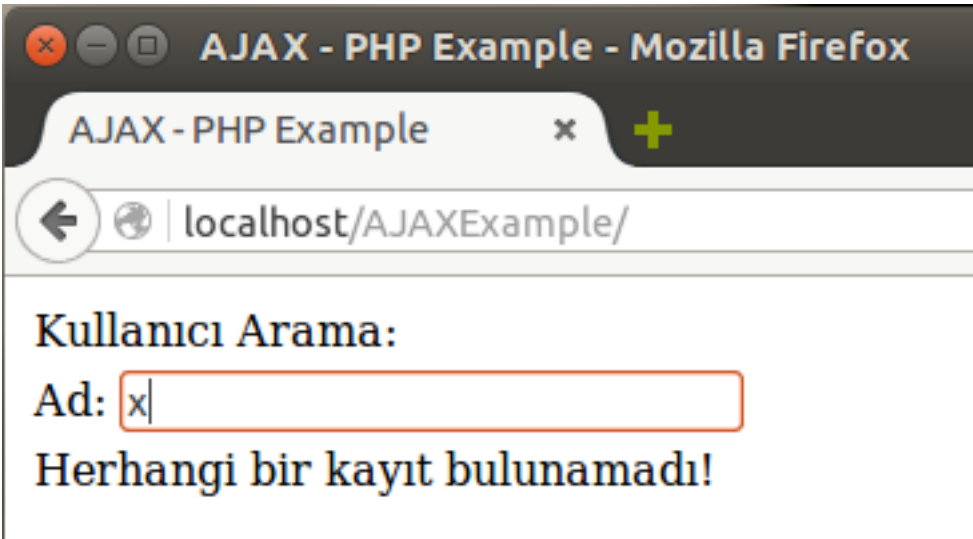 AJAX - PHP Example - Mozilla Firefox
AJAX - PHP Example
localhost/AJAXExample/
Kullanıcı Arama:
Ad: x
Herhangi bir kayıt bulunamadı!